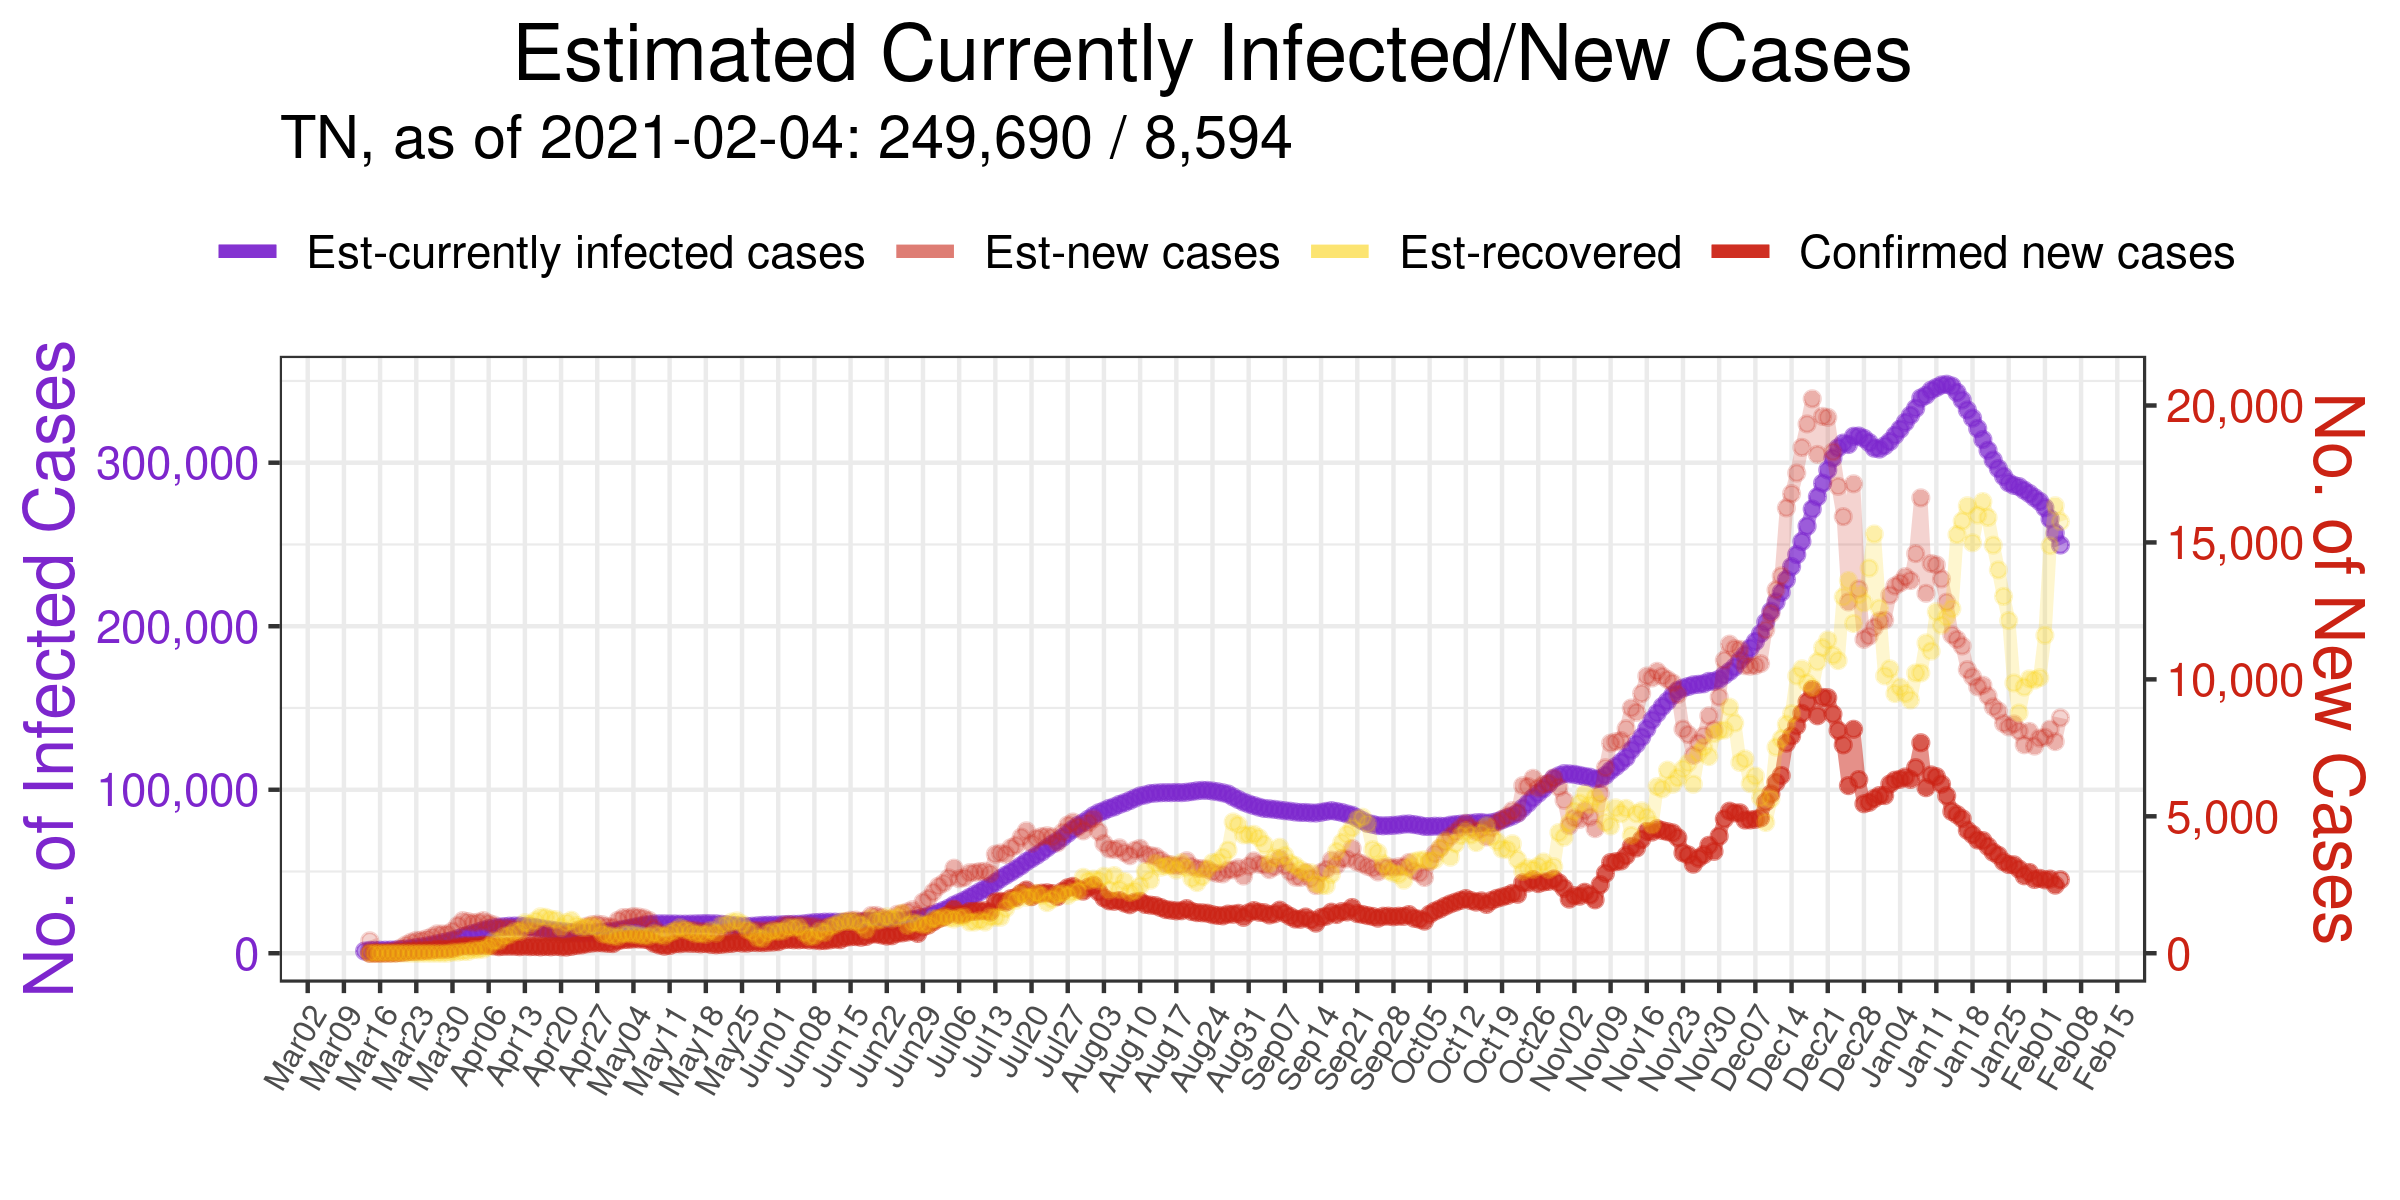 Estimated Currently Infected/New Cases
TN, as of 2021-02-04: 249,690 / 8,594
Est-currently infected cases Est-new cases Est-recovered Confirmed new cases
No. of Infected Cases
300,000
200,000
100,000
0
20,000
15,000
10,000
5,000
0
No. of New Cases
Mar02 Mar09 Mar16 Mar23 Mar30 Apr06 Apr13 Apr20 Apr27 May04 May11 May18 May25 Jun01 Jun08 Jun15 Jun22 Jun29 Jul06 Jul13 Jul20 Jul27 Aug03 Aug10 Aug17 Aug24 Aug31 Sep07 Sep14 Sep21 Sep28 Oct05 Oct12 Oct19 Oct26 Nov02 Nov09 Nov16 Nov23 Nov30 Dec07 Dec14 Dec21 Dec28 Jan04 Jan11 Jan18 Jan25 Feb01 Feb08 Feb15